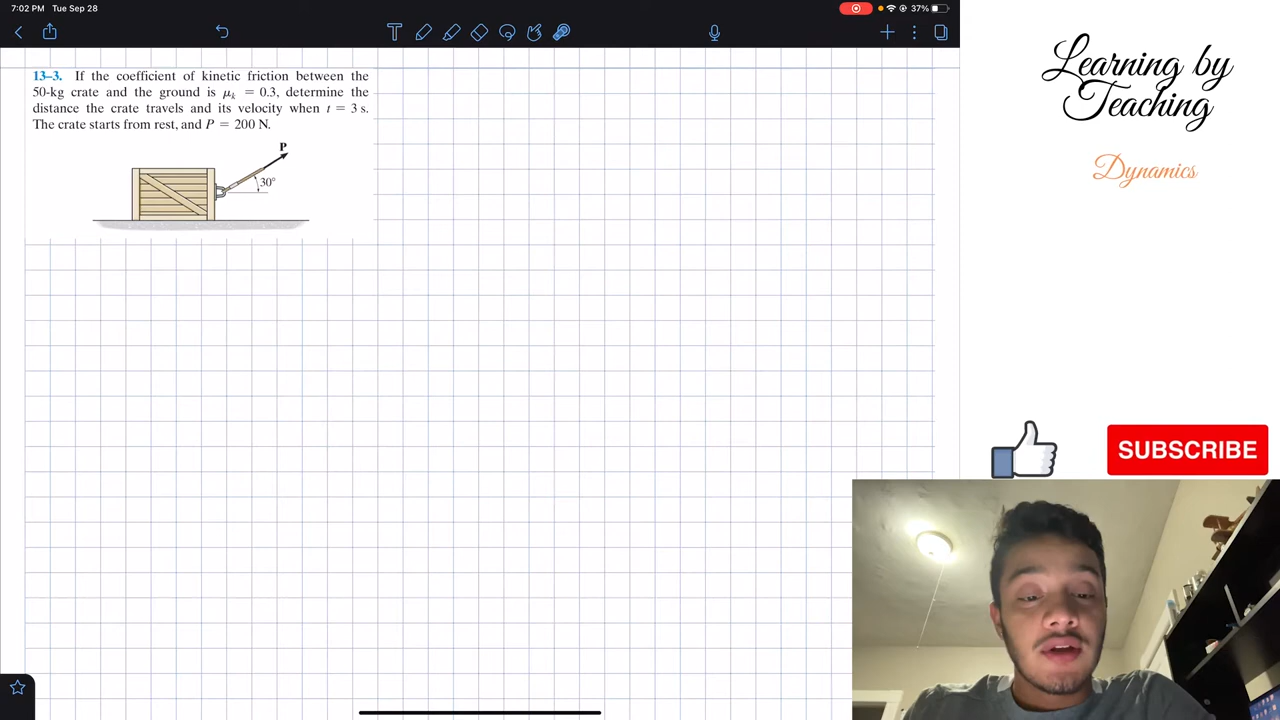 7:02 PM Tue Sep 28
37%
13–3. If the coefficient of kinetic friction between the
50-kg crate and the ground is μk = 0.3, determine the
distance the crate travels and its velocity when t = 3 s.
The crate starts from rest, and P = 200 N.
P
30°
Learning by
Teaching
Dynamics
SUBSCRIBE